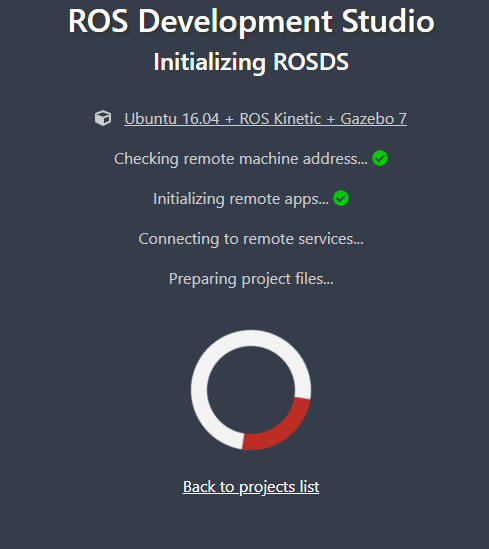 ROS Development Studio
Initializing ROSDS
Ubuntu 16.04 + ROS Kinetic + Gazebo 7
Checking remote machine address...
Initializing remote apps...
Connecting to remote services...
Preparing project files...
Back to projects list